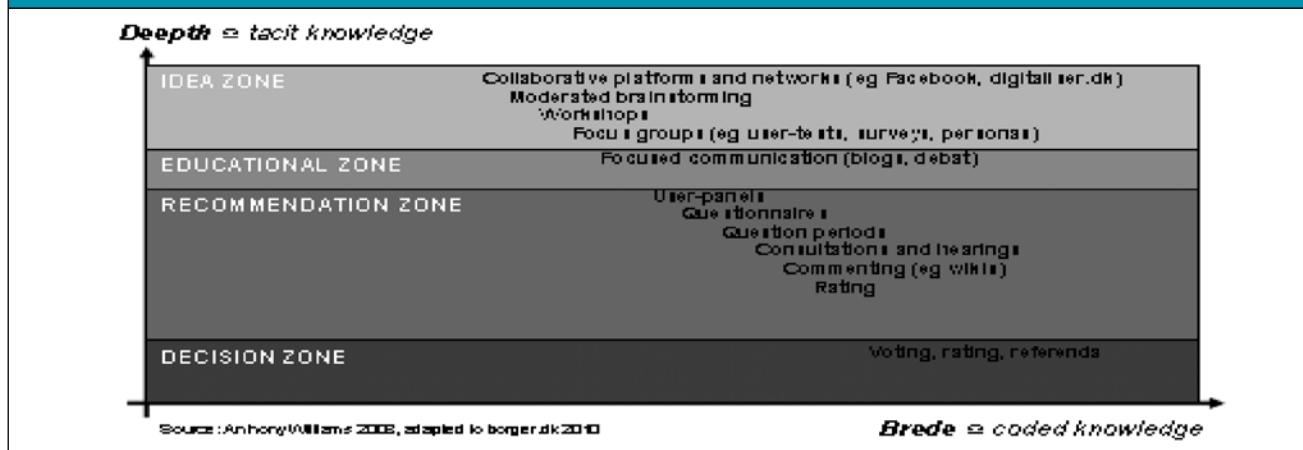 Deepth = tacit knowledge
IDEA ZONE
Collaborative platforms and networks (eg Facebook, digitaliser.dk)
Moderated brainstorming
Workshops
Focus groups (eg user-tests, surveys, personas)
EDUCATIONAL ZONE
Focused communication (blogs, debat)
RECOMMENDATION ZONE
User-panels
Questionnaires
Question periods
Consultations and hearings
Commenting (eg wikis)
Rating
DECISION ZONE
Voting, rating, referenda
Source: Anthony Williams 2008, adapted to borger.dk 2010
Brede = coded knowledge